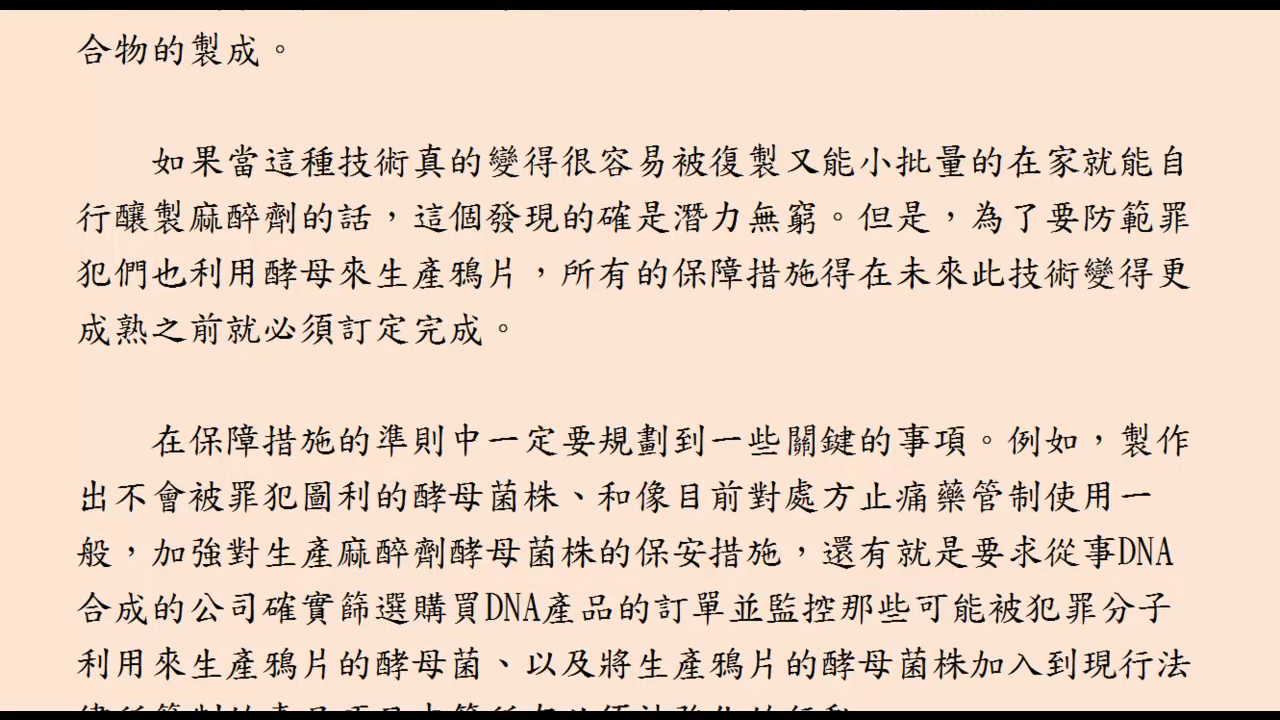 合物的製成。
如果當這種技術真的變得很容易被復製又能小批量的在家就能自
行釀製麻醉劑的話，這個發現的確是潛力無窮。但是，為了要防範罪
犯們也利用酵母來生產鴉片，所有的保障措施得在未來此技術變得更
成熟之前就必須訂定完成。
在保障措施的準則中一定要規劃到一些關鍵的事項。例如，製作
出不會被罪犯圖利的酵母菌株、和像目前對處方止痛藥管制使用一
般，加強對生產麻醉劑酵母菌株的保安措施，還有就是要求從事DNA
合成的公司確實篩選購買DNA產品的訂單並監控那些可能被犯罪分子
利用來生產鴉片的酵母菌、以及將生產鴉片的酵母菌株加入到現行法